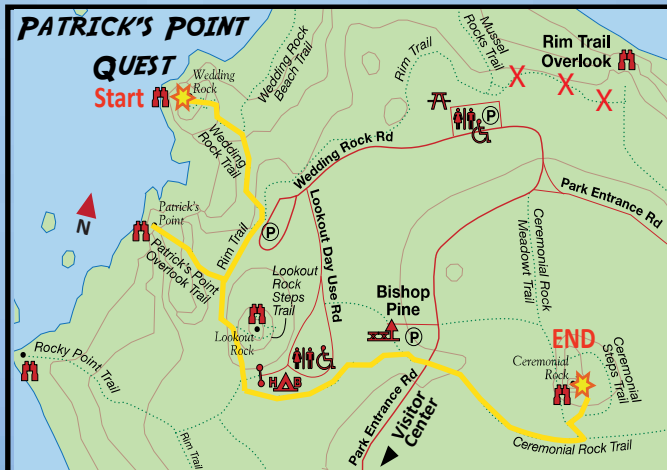 PATRICK'S POINT
QUEST
Start
Wedding
Rock
Wedding Rock
Beach Trail
Rim Trail
Mussel
Rocks Trail
Rim Trail
Overlook
X
X
X
Wedding
Rock Trail
P
Wedding Rock Rd
Park Entrance Rd
N
Patrick's
Point
Patrick's Point
Overlook Trail
Rim Trail
P
Lookout Day Use Rd
Ceremonial Rock
Meadowt Trail
Lookout
Rock Steps
Trail
Lookout
Rock
Bishop
Pine
P
END
Ceremonial
Rock
Ceremonial
Steps Trail
Rocky Point Trail
H B
Rim Trail
Park Entrance Rd
Visitor
Center
Ceremonial Rock Trail